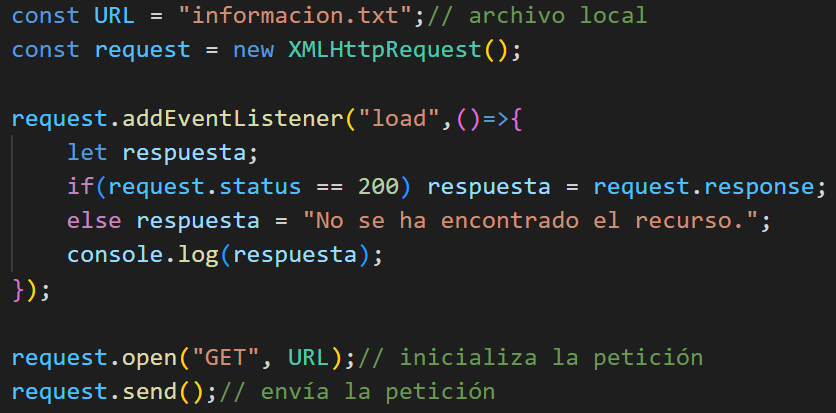 const URL = "informacion.txt";// archivo local
const request = new XMLHttpRequest();
request.addEventListener("load",()=>{
    let respuesta;
    if(request.status == 200) respuesta = request.response;
    else respuesta = "No se ha encontrado el recurso.";
    console.log(respuesta);
});
request.open("GET", URL);// inicializa la petición
request.send();// envía la petición